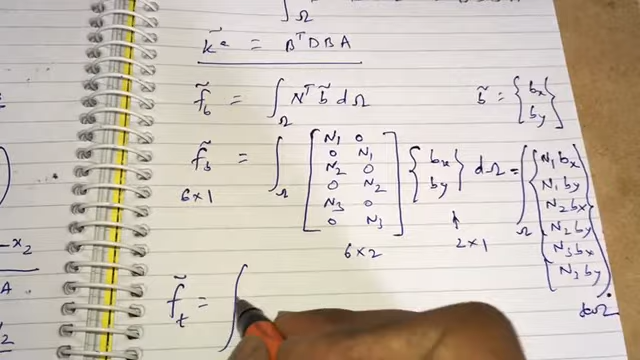 ∫_Ω
k̃^e = B^T D B A
f̃_b = ∫_Ω N^T b̃ dΩ    b̃ = {b_x b_y}
f̃_b = ∫_Ω [N_1 0; 0 N_1; N_2 0; 0 N_2; N_3 0; 0 N_3] {b_x b_y} dΩ = ∫_Ω {N_1 b_x; N_1 b_y; N_2 b_x; N_2 b_y; N_3 b_x; N_3 b_y} dΩ
6×1    6×2    2×1
-x_2
A
f̃_t = ∫